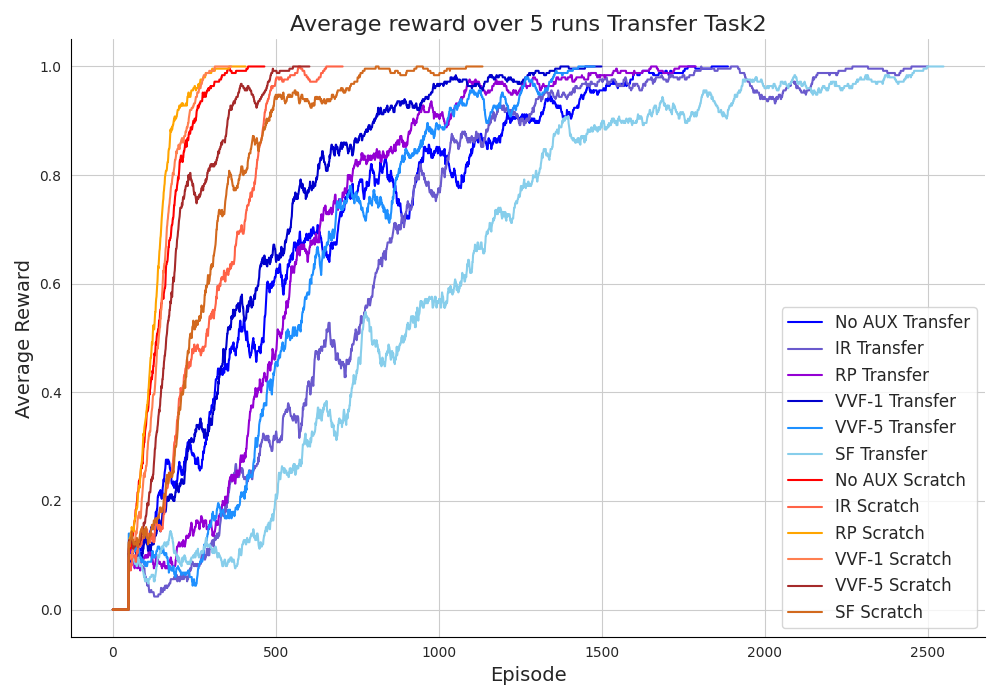 Average reward over 5 runs Transfer Task2
Average Reward
1.0
0.8
0.6
0.4
0.2
0.0
0
500
1000
1500
2000
2500
Episode
No AUX Transfer
IR Transfer
RP Transfer
VVF-1 Transfer
VVF-5 Transfer
SF Transfer
No AUX Scratch
IR Scratch
RP Scratch
VVF-1 Scratch
VVF-5 Scratch
SF Scratch